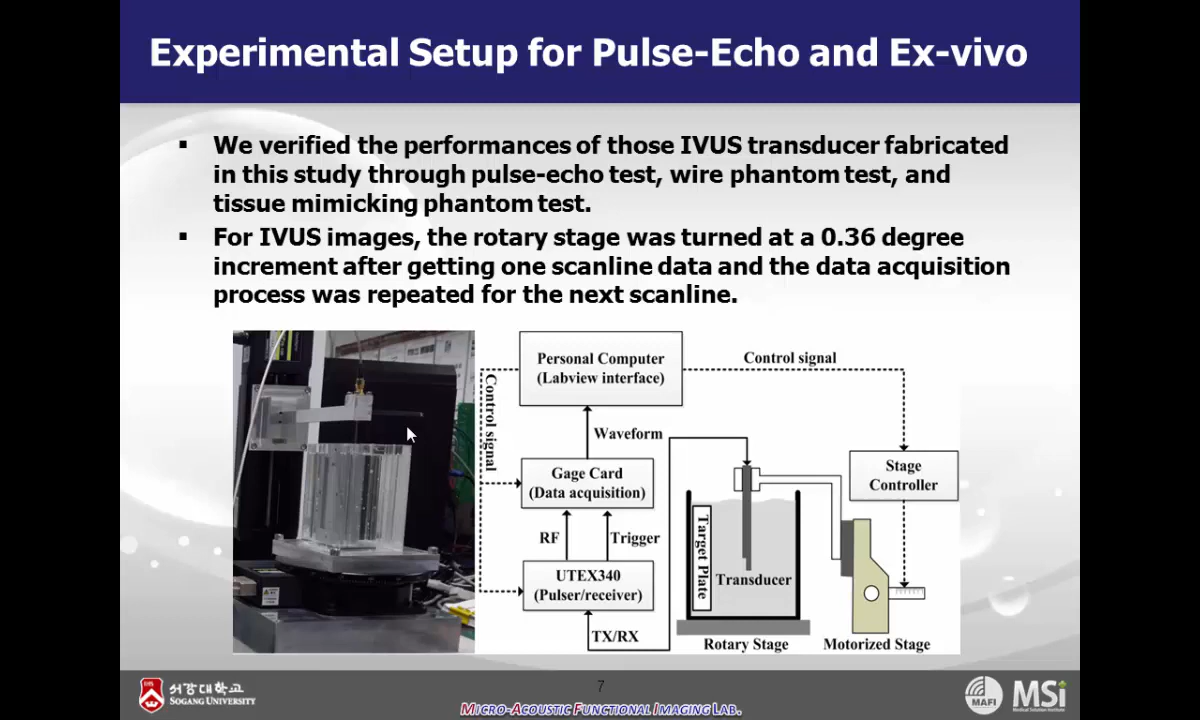 Experimental Setup for Pulse-Echo and Ex-vivo
▪ We verified the performances of those IVUS transducer fabricated
in this study through pulse-echo test, wire phantom test, and
tissue mimicking phantom test.
▪ For IVUS images, the rotary stage was turned at a 0.36 degree
increment after getting one scanline data and the data acquisition
process was repeated for the next scanline.
Personal Computer
(Labview interface)
Control signal
Control signal
Waveform
Gage Card
(Data acquisition)
Stage
Controller
RF
Trigger
Target Plate
UTEX340
(Pulser/receiver)
Transducer
TX/RX
Rotary Stage
Motorized Stage
서강대학교
SOGANG UNIVERSITY
7
MICRO-ACOUSTIC FUNCTIONAL IMAGING LAB.
MAFI
MSi
Medical Solution Institute